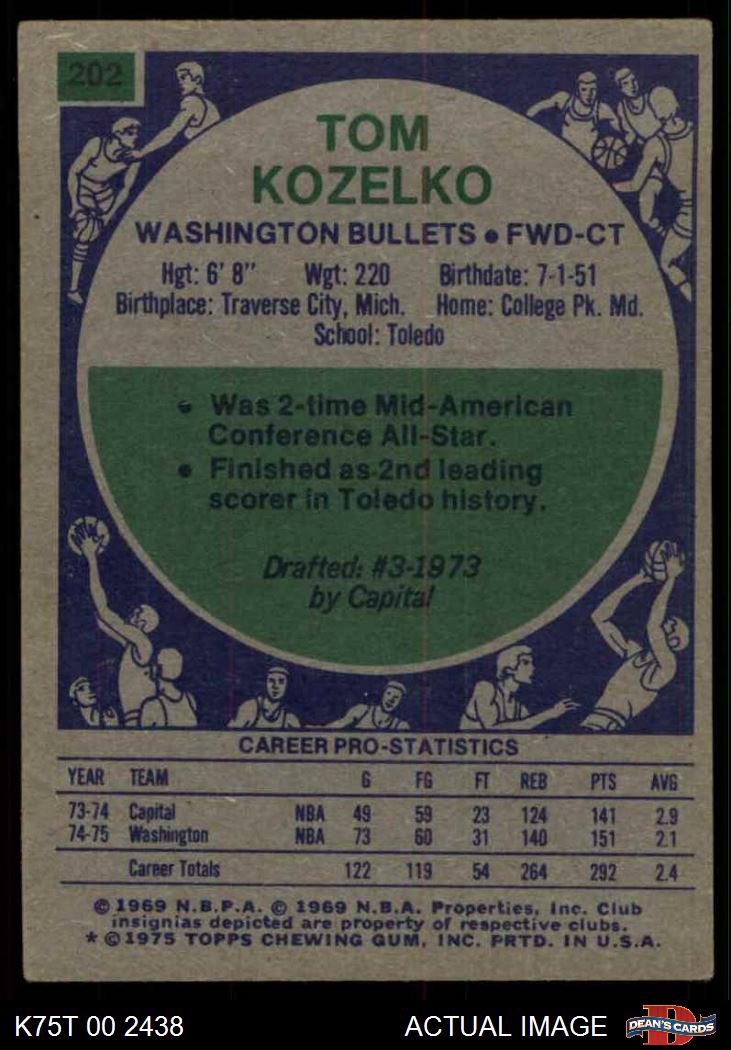 202
TOM
KOZELKO
WASHINGTON BULLETS • FWD-CT
Hgt: 6' 8" Wgt: 220 Birthdate: 7-1-51
Birthplace: Traverse City, Mich. Home: College Pk. Md.
School: Toledo
• Was 2-time Mid-American
Conference All-Star.
• Finished as 2nd leading
scorer in Toledo history.
Drafted: #3-1973
by Capital
CAREER PRO-STATISTICS
YEAR TEAM G FG FT REB PTS AVG
73-74 Capital NBA 49 59 23 124 141 2.9
74-75 Washington NBA 73 60 31 140 151 2.1
Career Totals 122 119 54 264 292 2.4
© 1969 N.B.P.A. © 1969 N.B.A. Properties, Inc. Club
insignias depicted are property of respective clubs.
* © 1975 TOPPS CHEWING GUM, INC. PRTD. IN U.S.A.
K75T 00 2438 ACTUAL IMAGE DEAN'S CARDS